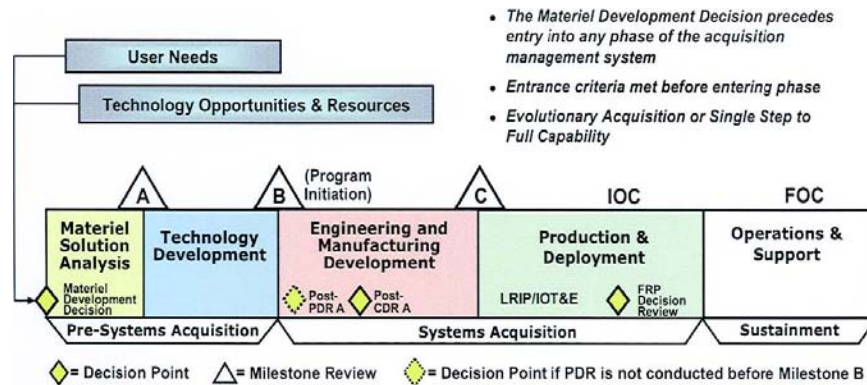 User Needs
Technology Opportunities & Resources
• The Materiel Development Decision precedes
entry into any phase of the acquisition
management system
• Entrance criteria met before entering phase
• Evolutionary Acquisition or Single Step to
Full Capability
A
B
(Program
Initiation)
C
IOC
FOC
Materiel
Solution
Analysis
Technology
Development
Engineering and
Manufacturing
Development
Production &
Deployment
Operations &
Support
Materiel
Development
Decision
Post-
PDR A
Post-
CDR A
LRIP/IOT&E
FRP
Decision
Review
Pre-Systems Acquisition
Systems Acquisition
Sustainment
= Decision Point
= Milestone Review
= Decision Point if PDR is not conducted before Milestone B